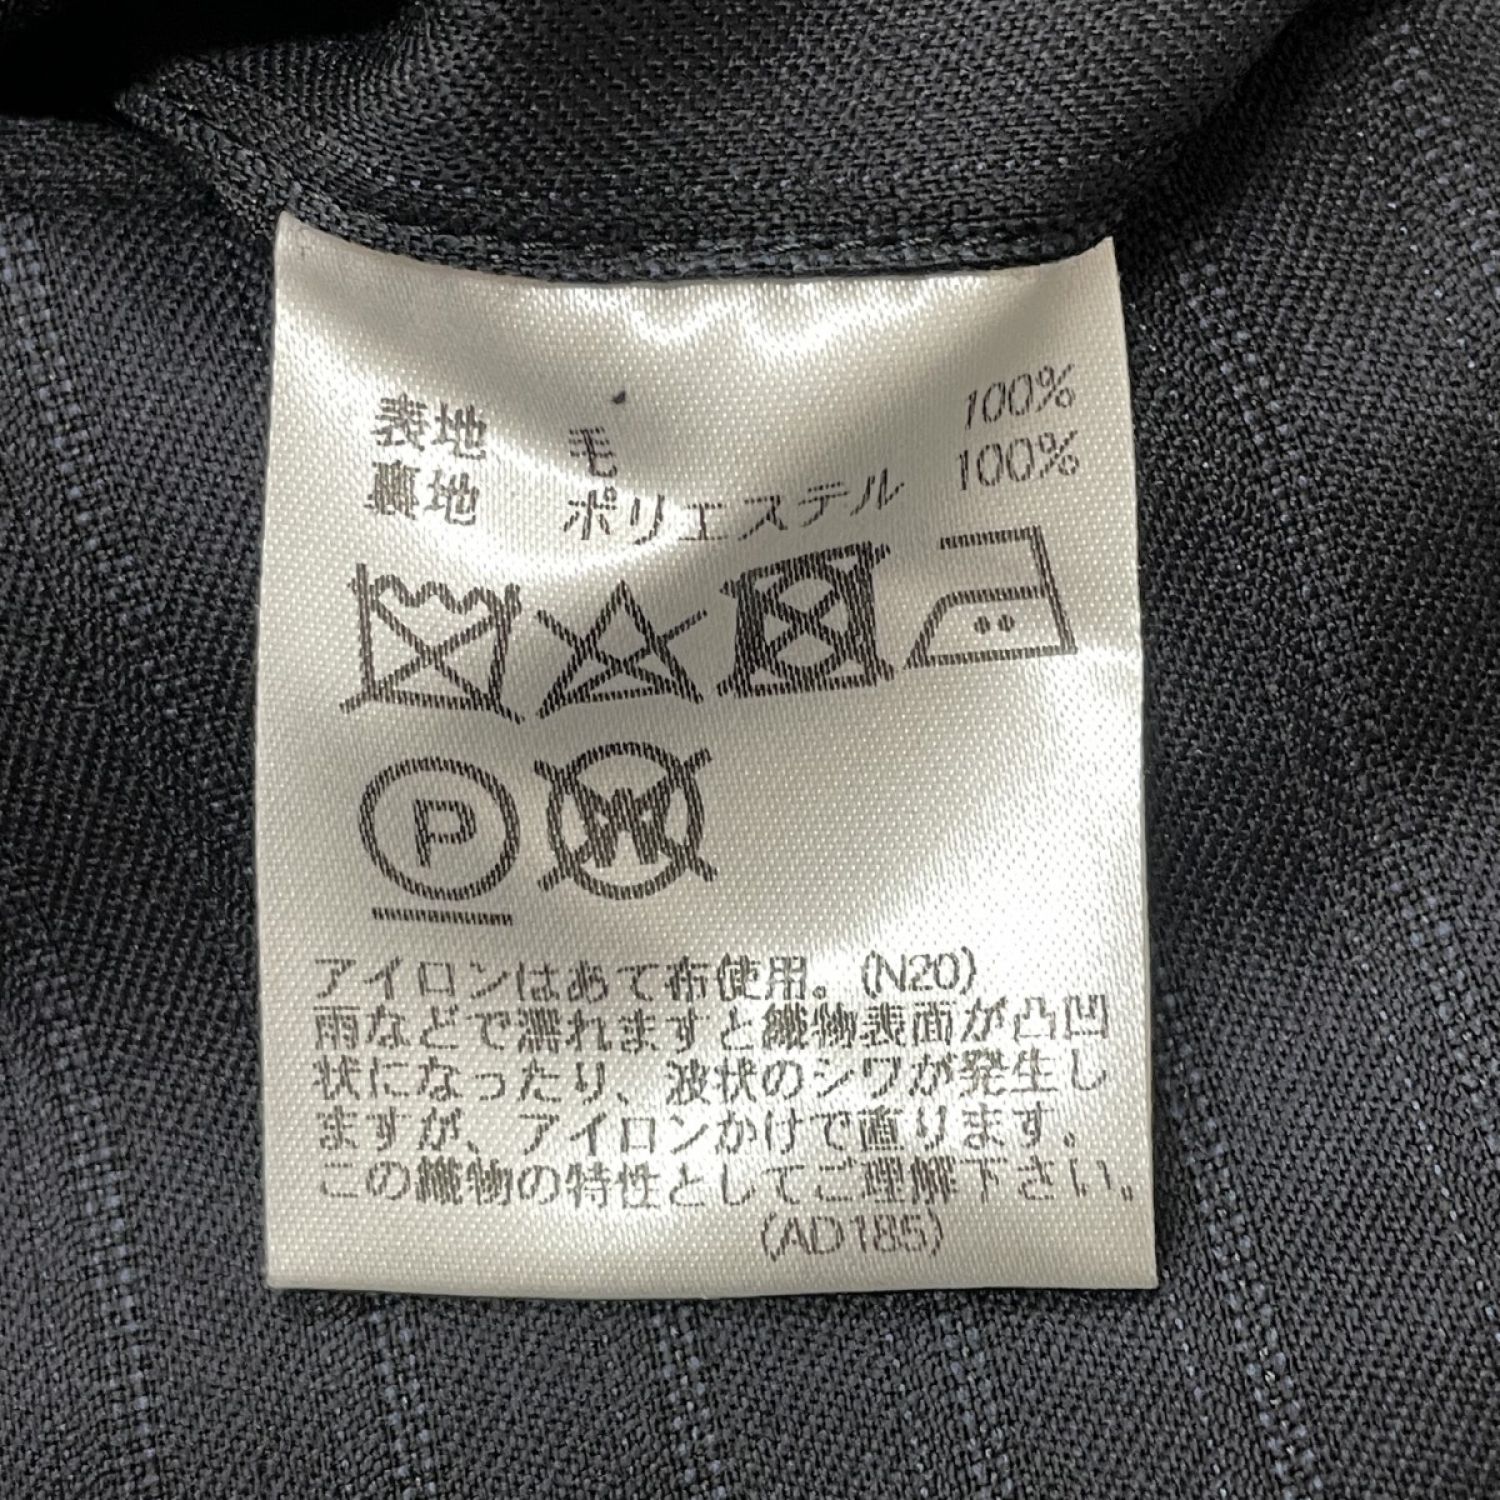 表地 毛 100%
裏地 ポリエステル 100%
P
W
アイロンはあて布使用。(N20)
雨などで濡れますと織物表面が凸凹
状になったり、波状のシワが発生し
ますが、アイロンかけで直ります。
この織物の特性としてご理解下さい。
(AD185)